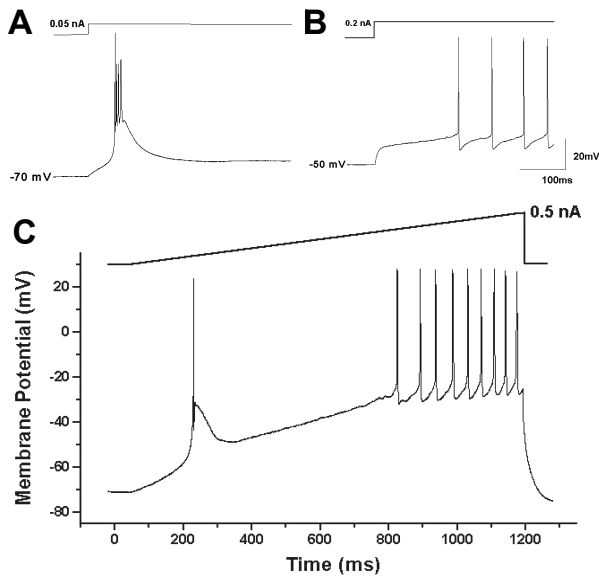 A
0.05 nA
-70 mV
B
0.2 nA
-50 mV
20mV
100ms
C
0.5 nA
Membrane Potential (mV)
20
0
-20
-40
-60
-80
0 200 400 600 800 1000 1200
Time (ms)